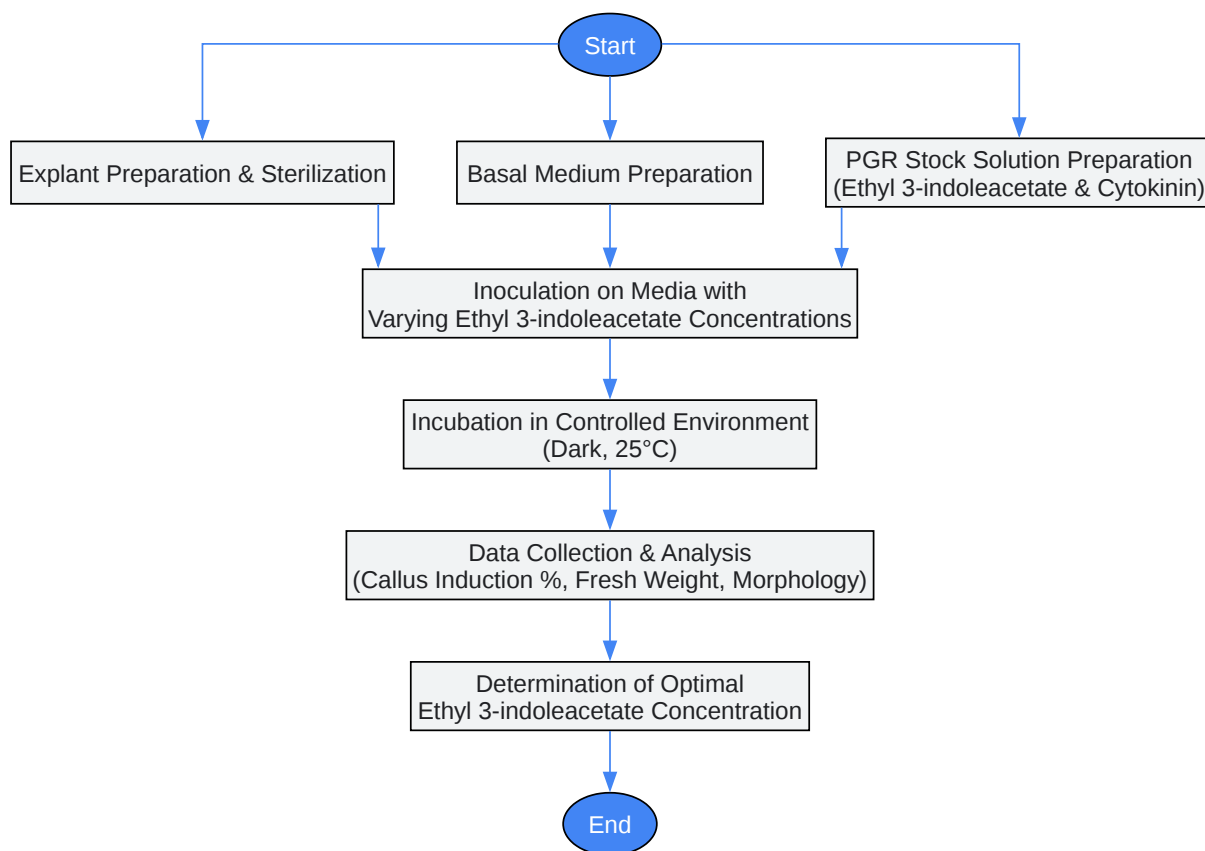 Start
Explant Preparation & Sterilization
Basal Medium Preparation
PGR Stock Solution Preparation
(Ethyl 3-indoleacetate & Cytokinin)
Inoculation on Media with
Varying Ethyl 3-indoleacetate Concentrations
Incubation in Controlled Environment
(Dark, 25°C)
Data Collection & Analysis
(Callus Induction %, Fresh Weight, Morphology)
Determination of Optimal
Ethyl 3-indoleacetate Concentration
End